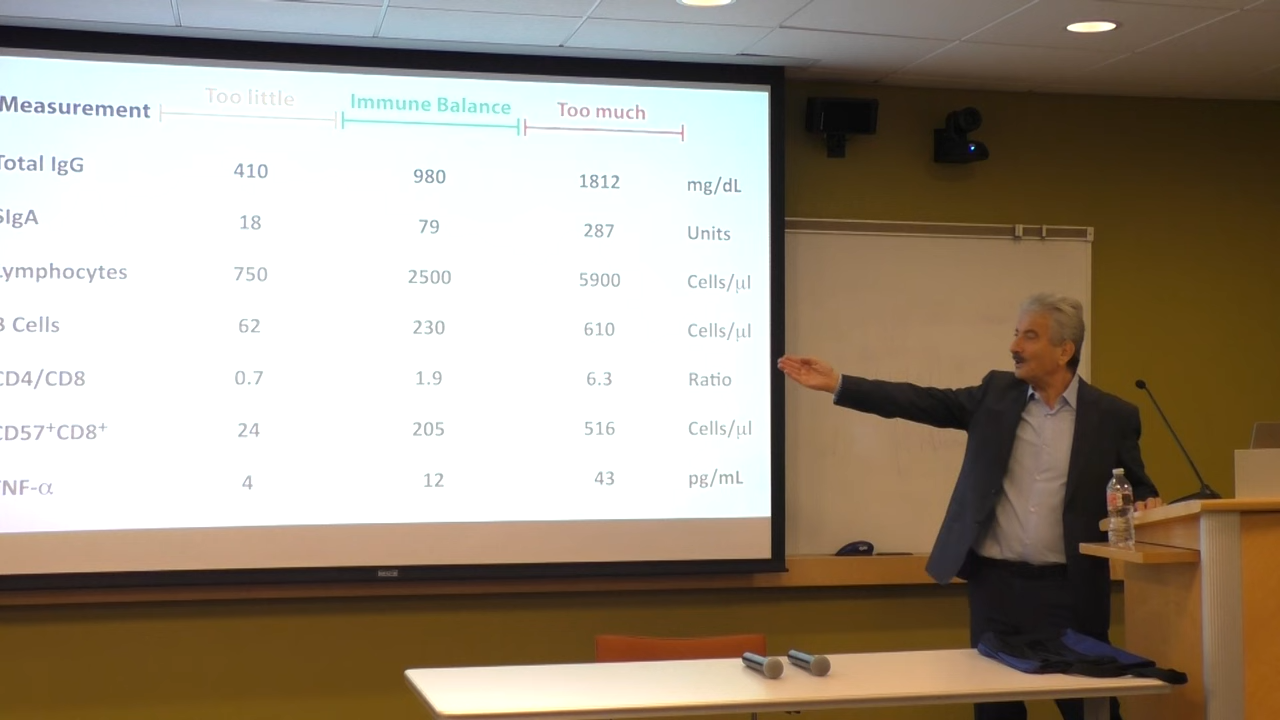 Measurement Too little Immune Balance Too much
Total IgG 410 980 1812 mg/dL
SIgA 18 79 287 Units
Lymphocytes 750 2500 5900 Cells/μl
B Cells 62 230 610 Cells/μl
CD4/CD8 0.7 1.9 6.3 Ratio
CD57⁺CD8⁺ 24 205 516 Cells/μl
TNF-α 4 12 43 pg/mL